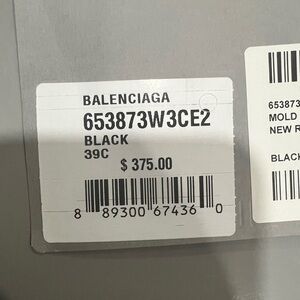 BALENCIAGA
653873W3CE2
BLACK
39C
$ 375.00
8 89300 67436 0
653873
MOLD
NEW R
BLACK